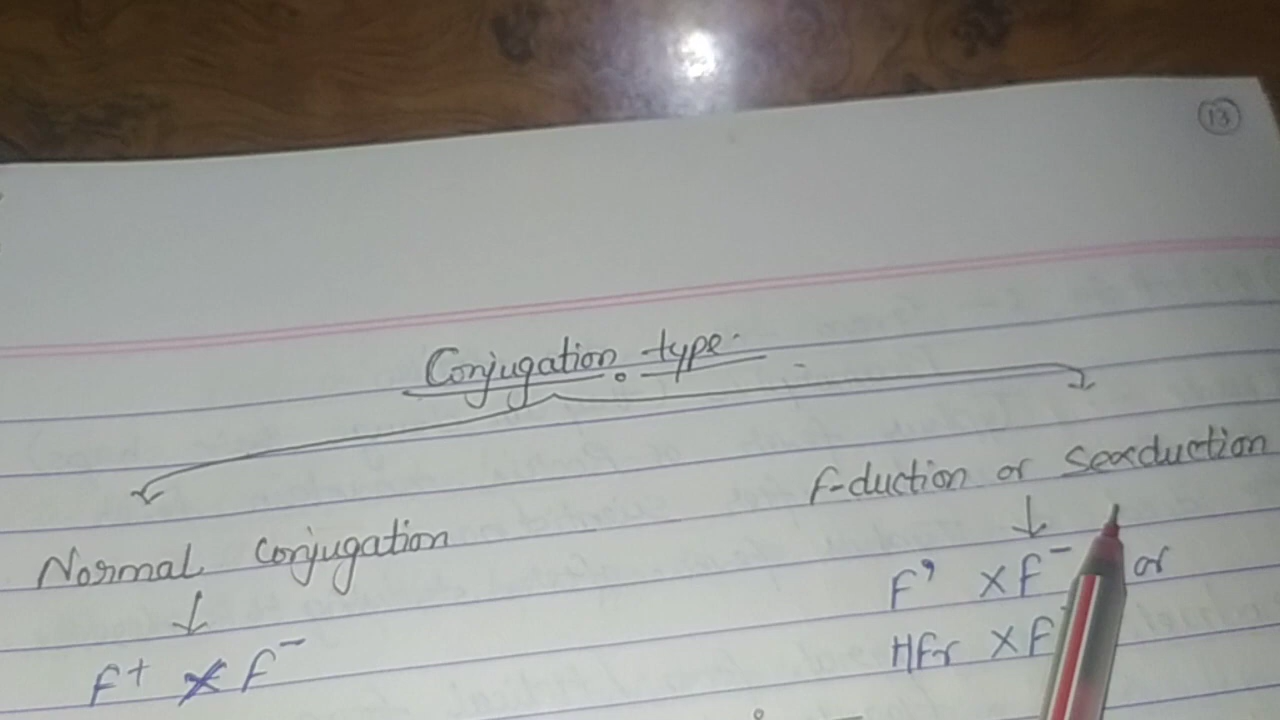 13
Conjugation type.
Normal conjugation
f-duction or sexduction
↓
↓
F' × F⁻ or
F⁺ × F⁻
Hfr × F